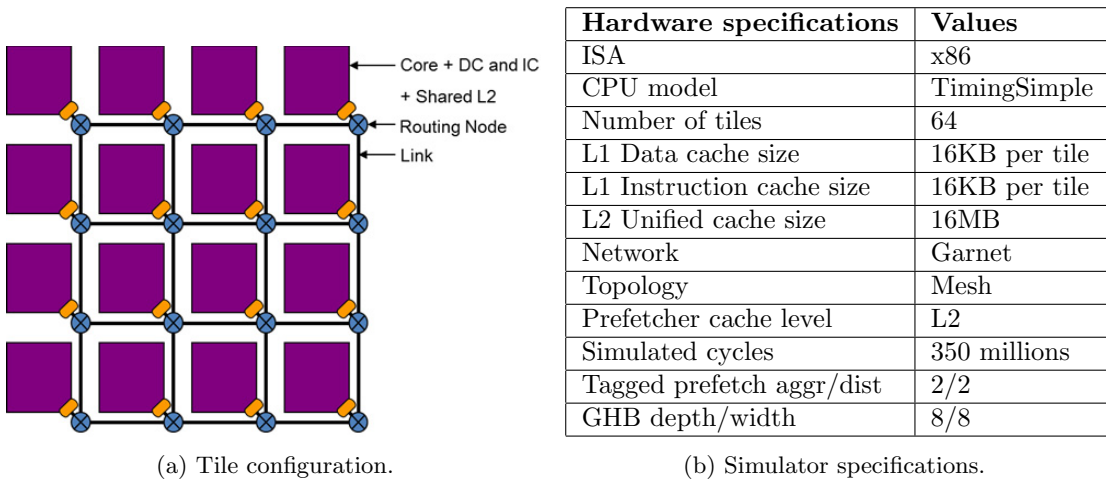 Core + DC and IC
+ Shared L2
Routing Node
Link
(a) Tile configuration.
Hardware specifications Values
ISA x86
CPU model TimingSimple
Number of tiles 64
L1 Data cache size 16KB per tile
L1 Instruction cache size 16KB per tile
L2 Unified cache size 16MB
Network Garnet
Topology Mesh
Prefetcher cache level L2
Simulated cycles 350 millions
Tagged prefetch aggr/dist 2/2
GHB depth/width 8/8
(b) Simulator specifications.